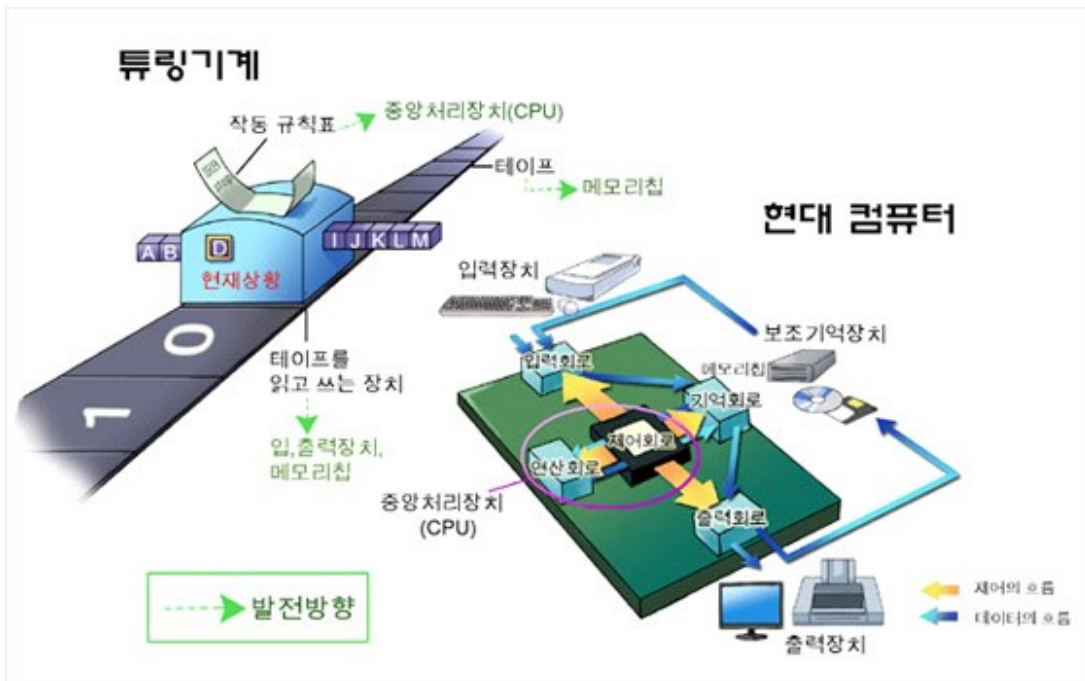 튜링기계
작동 규칙표
중앙처리장치(CPU)
테이프
메모리칩
A B
D
I J K L M
현재상황
0
1
테이프를
읽고 쓰는 장치
입,출력장치,
메모리칩
발전방향
현대 컴퓨터
입력장치
보조기억장치
메모리칩
입력회로
기억회로
제어회로
연산회로
출력회로
중앙처리장치
(CPU)
출력장치
제어의 흐름
데이터의 흐름